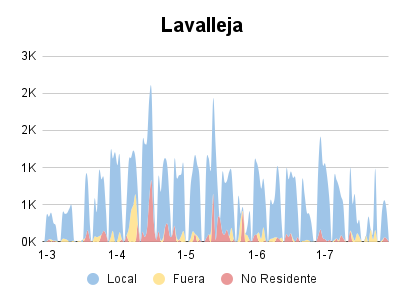 Lavalleja
3K
2K
2K
1K
1K
0K
1-3
1-4
1-5
1-6
1-7
Local
Fuera
No Residente